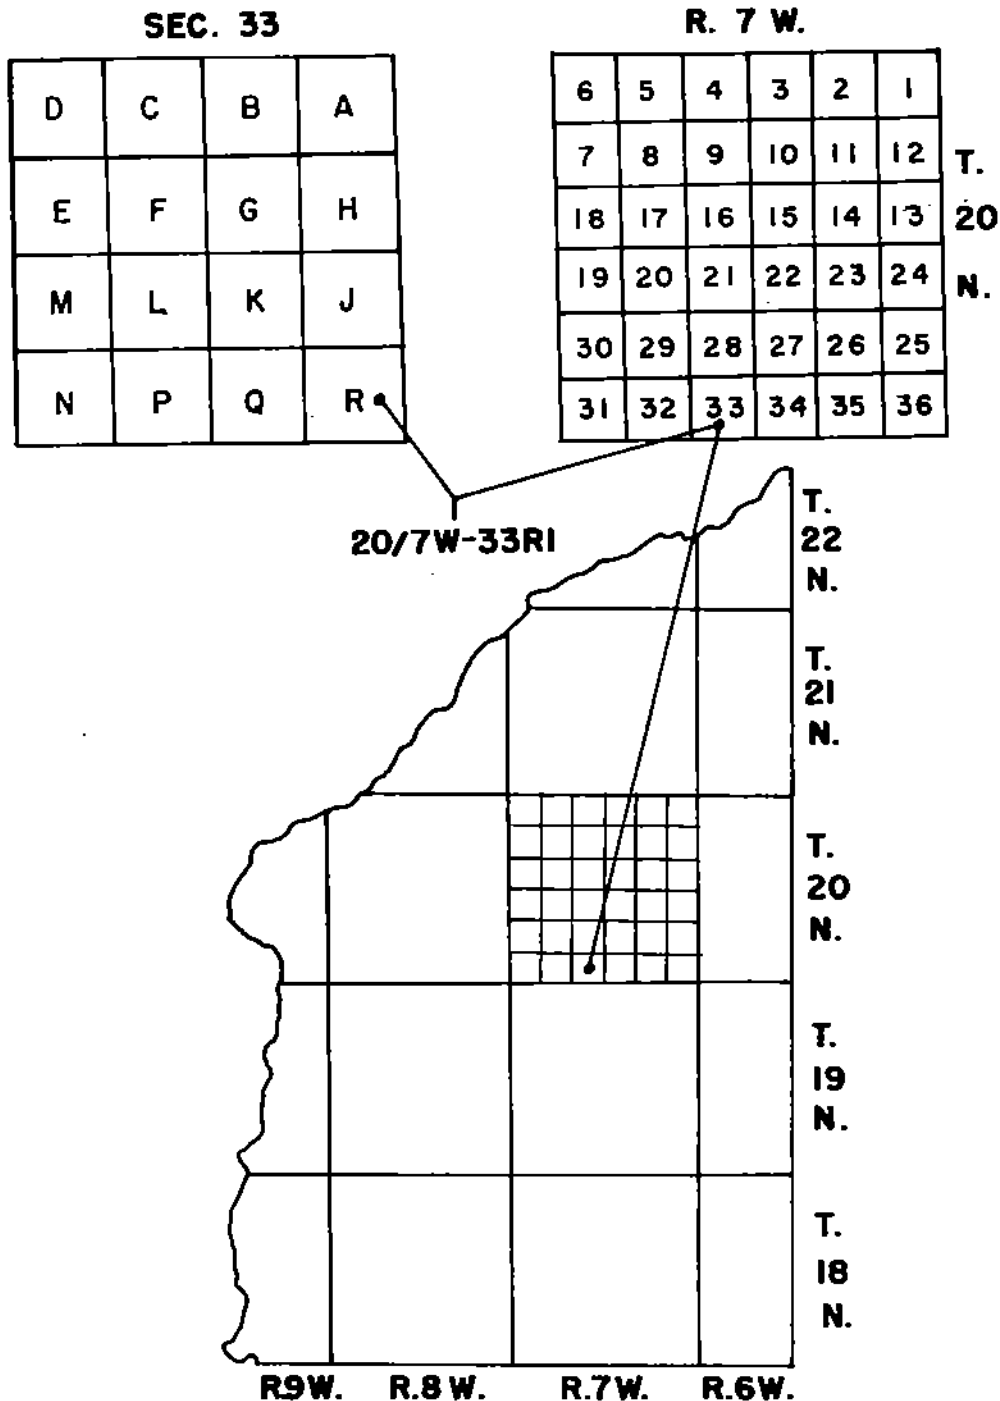 SEC. 33
D C B A
E F G H
M L K J
N P Q R
R. 7 W.
6 5 4 3 2 1
7 8 9 10 11 12
18 17 16 15 14 13
19 20 21 22 23 24
30 29 28 27 26 25
31 32 33 34 35 36
T.
20
N.
20/7W-33R1
T.
22
N.
T.
21
N.
T.
20
N.
T.
19
N.
T.
18
N.
R.9W. R.8W. R.7W. R.6W.